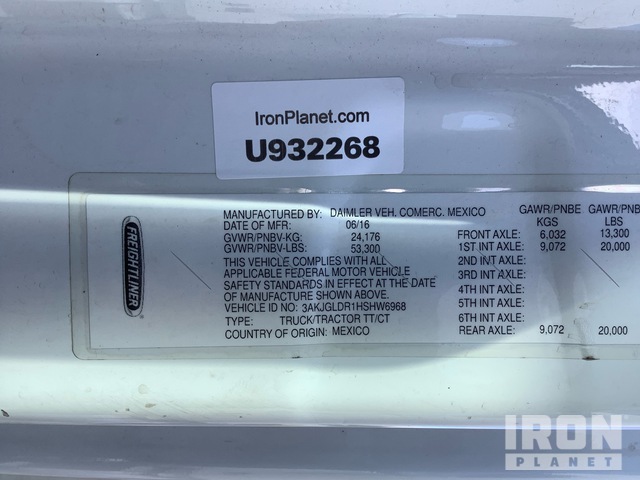 IronPlanet.com
U932268
FREIGHTLINER
MANUFACTURED BY: DAIMLER VEH. COMERC. MEXICO
DATE OF MFR: 06/16
GVWR/PNBV-KG: 24,176
GVWR/PNBV-LBS: 53,300
THIS VEHICLE COMPLIES WITH ALL
APPLICABLE FEDERAL MOTOR VEHICLE
SAFETY STANDARDS IN EFFECT AT THE DATE
OF MANUFACTURE SHOWN ABOVE.
VEHICLE ID NO.: 3AKJGLDR1HSHW6968
TYPE: TRUCK/TRACTOR TT/CT
COUNTRY OF ORIGIN: MEXICO
GAWR/PNBE GAWR/PNB
KGS LBS
FRONT AXLE: 6,032 13,300
1ST INT AXLE: 9,072 20,000
2ND INT AXLE:
3RD INT AXLE:
4TH INT AXLE:
5TH INT AXLE:
6TH INT AXLE:
REAR AXLE: 9,072 20,000
IRON
PLANET